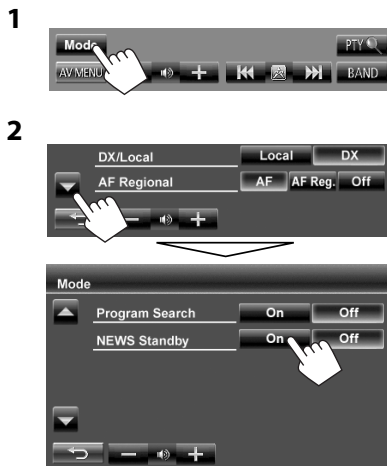 1
Mode PTY
AV MENU BAND
2
DX/Local Local DX
AF Regional AF AF Reg. Off
Mode
Program Search On Off
NEWS Standby On Off